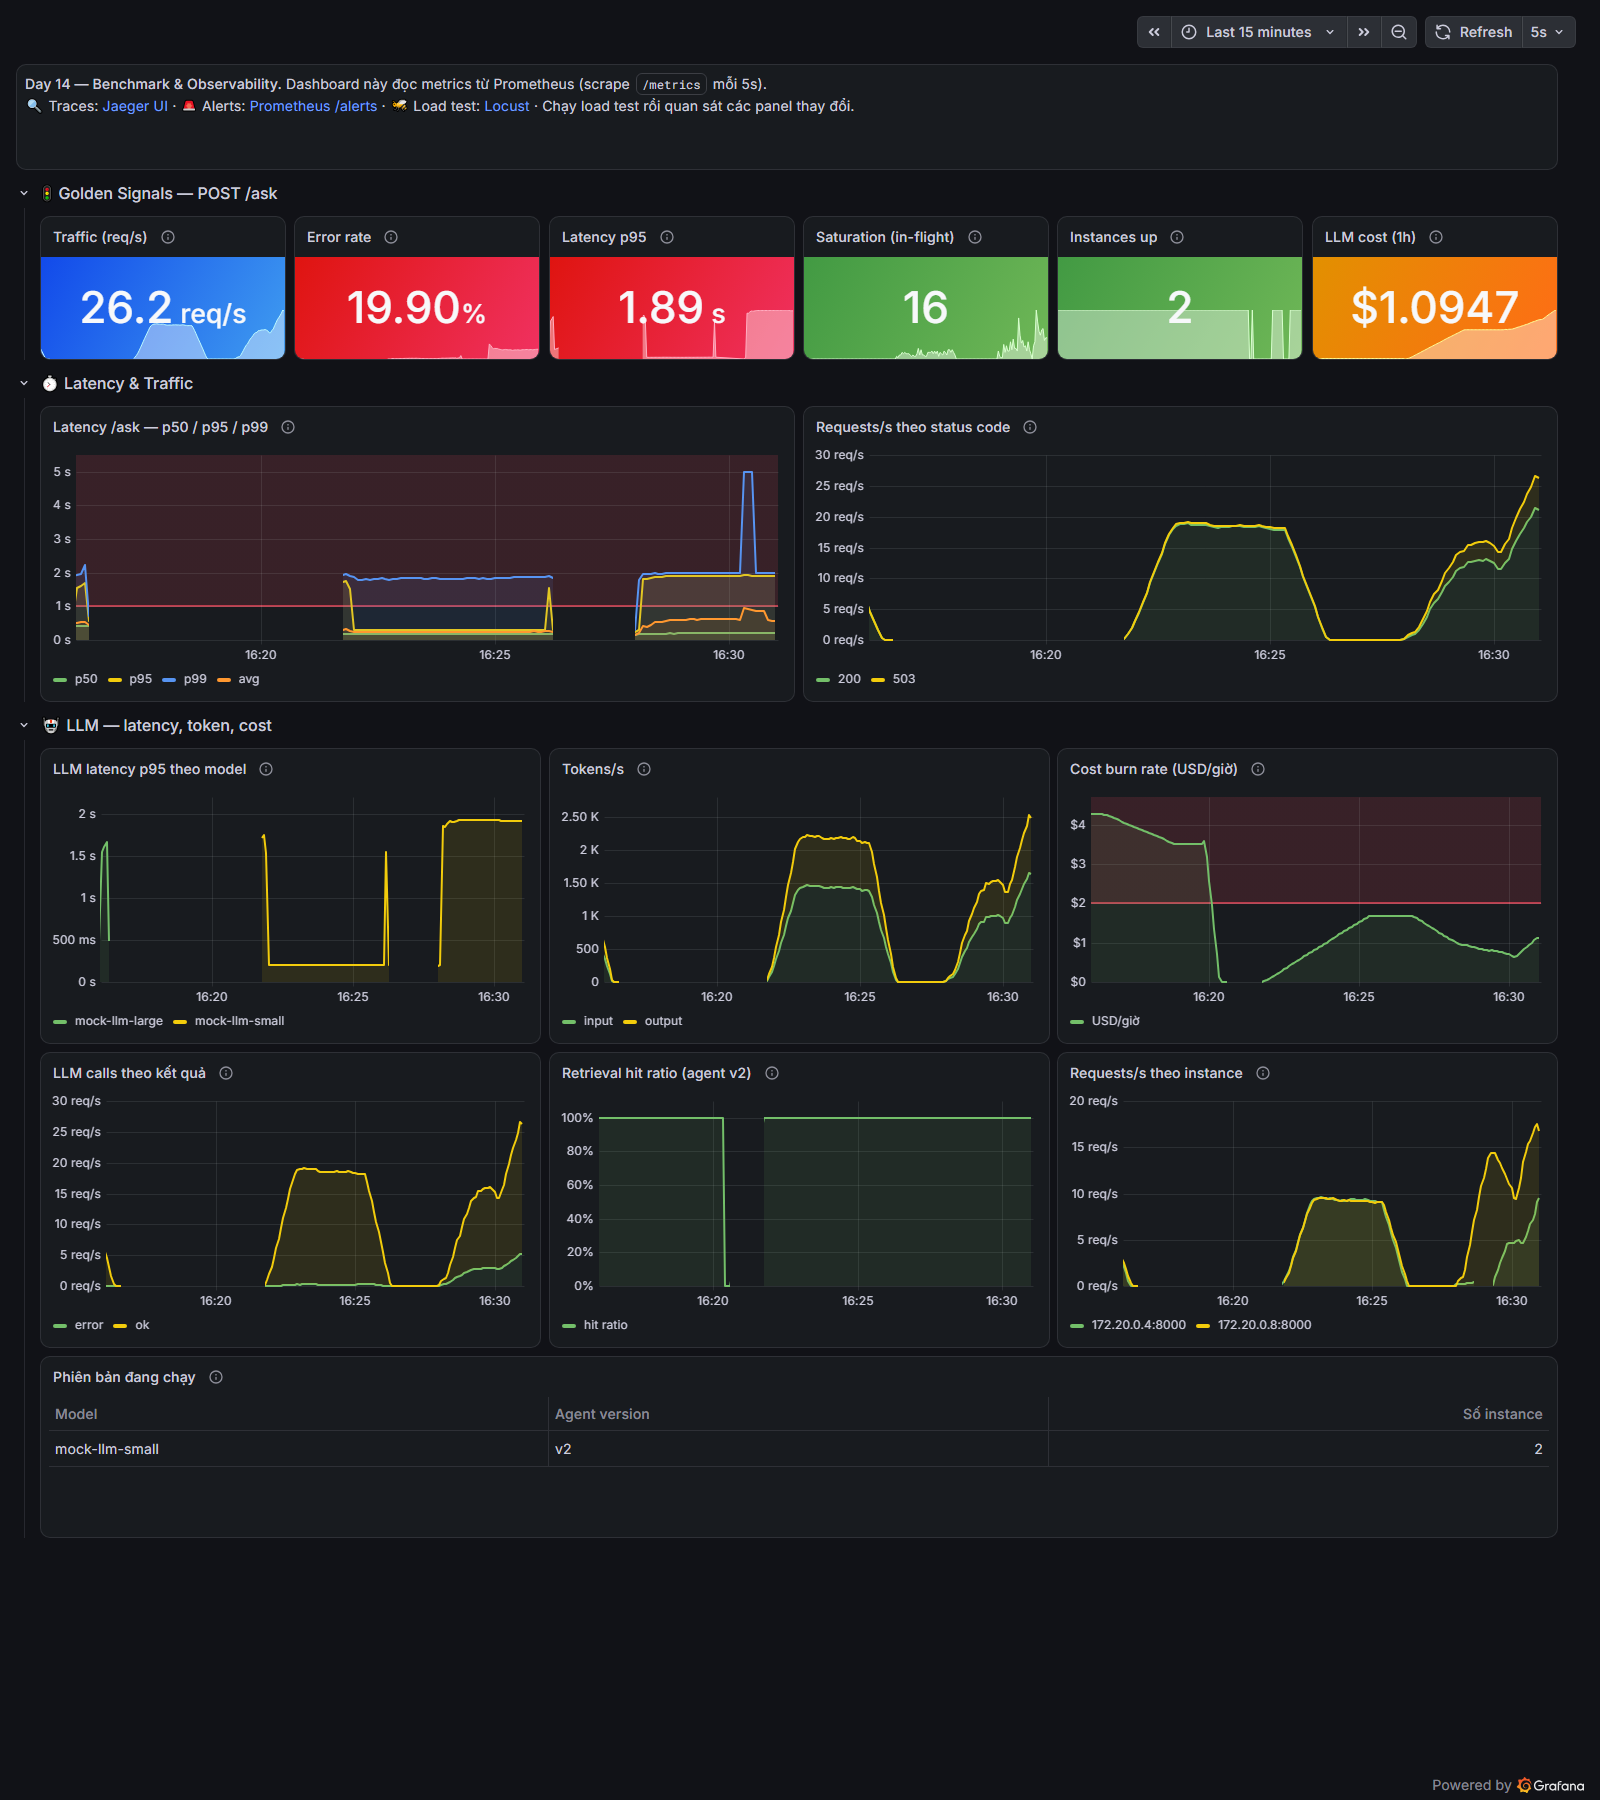 Last 15 minutes
Refresh
5s
Day 14 — Benchmark & Observability. Dashboard này đọc metrics từ Prometheus (scrape /metrics mỗi 5s).
🔍 Traces: Jaeger UI · 🚨 Alerts: Prometheus /alerts · 🐝 Load test: Locust · Chạy load test rồi quan sát các panel thay đổi.
🚦 Golden Signals — POST /ask
Traffic (req/s)
Error rate
Latency p95
Saturation (in-flight)
Instances up
LLM cost (1h)
26.2 req/s
19.90%
1.89 s
16
2
$1.0947
⏱️ Latency & Traffic
Latency /ask — p50 / p95 / p99
5 s
4 s
3 s
2 s
1 s
0 s
16:20
16:25
16:30
p50
p95
p99
avg
Requests/s theo status code
30 req/s
25 req/s
20 req/s
15 req/s
10 req/s
5 req/s
0 req/s
16:20
16:25
16:30
200
503
🤖 LLM — latency, token, cost
LLM latency p95 theo model
2 s
1.5 s
1 s
500 ms
0 s
16:20
16:25
16:30
mock-llm-large
mock-llm-small
Tokens/s
2.50 K
2 K
1.50 K
1 K
500
0
16:20
16:25
16:30
input
output
Cost burn rate (USD/giờ)
$4
$3
$2
$1
$0
16:20
16:25
16:30
USD/giờ
LLM calls theo kết quả
30 req/s
25 req/s
20 req/s
15 req/s
10 req/s
5 req/s
0 req/s
16:20
16:25
16:30
error
ok
Retrieval hit ratio (agent v2)
100%
80%
60%
40%
20%
0%
16:20
16:25
16:30
hit ratio
Requests/s theo instance
20 req/s
15 req/s
10 req/s
5 req/s
0 req/s
16:20
16:25
16:30
172.20.0.4:8000
172.20.0.8:8000
Phiên bản đang chạy
Model
Agent version
Số instance
mock-llm-small
v2
2
Powered by Grafana